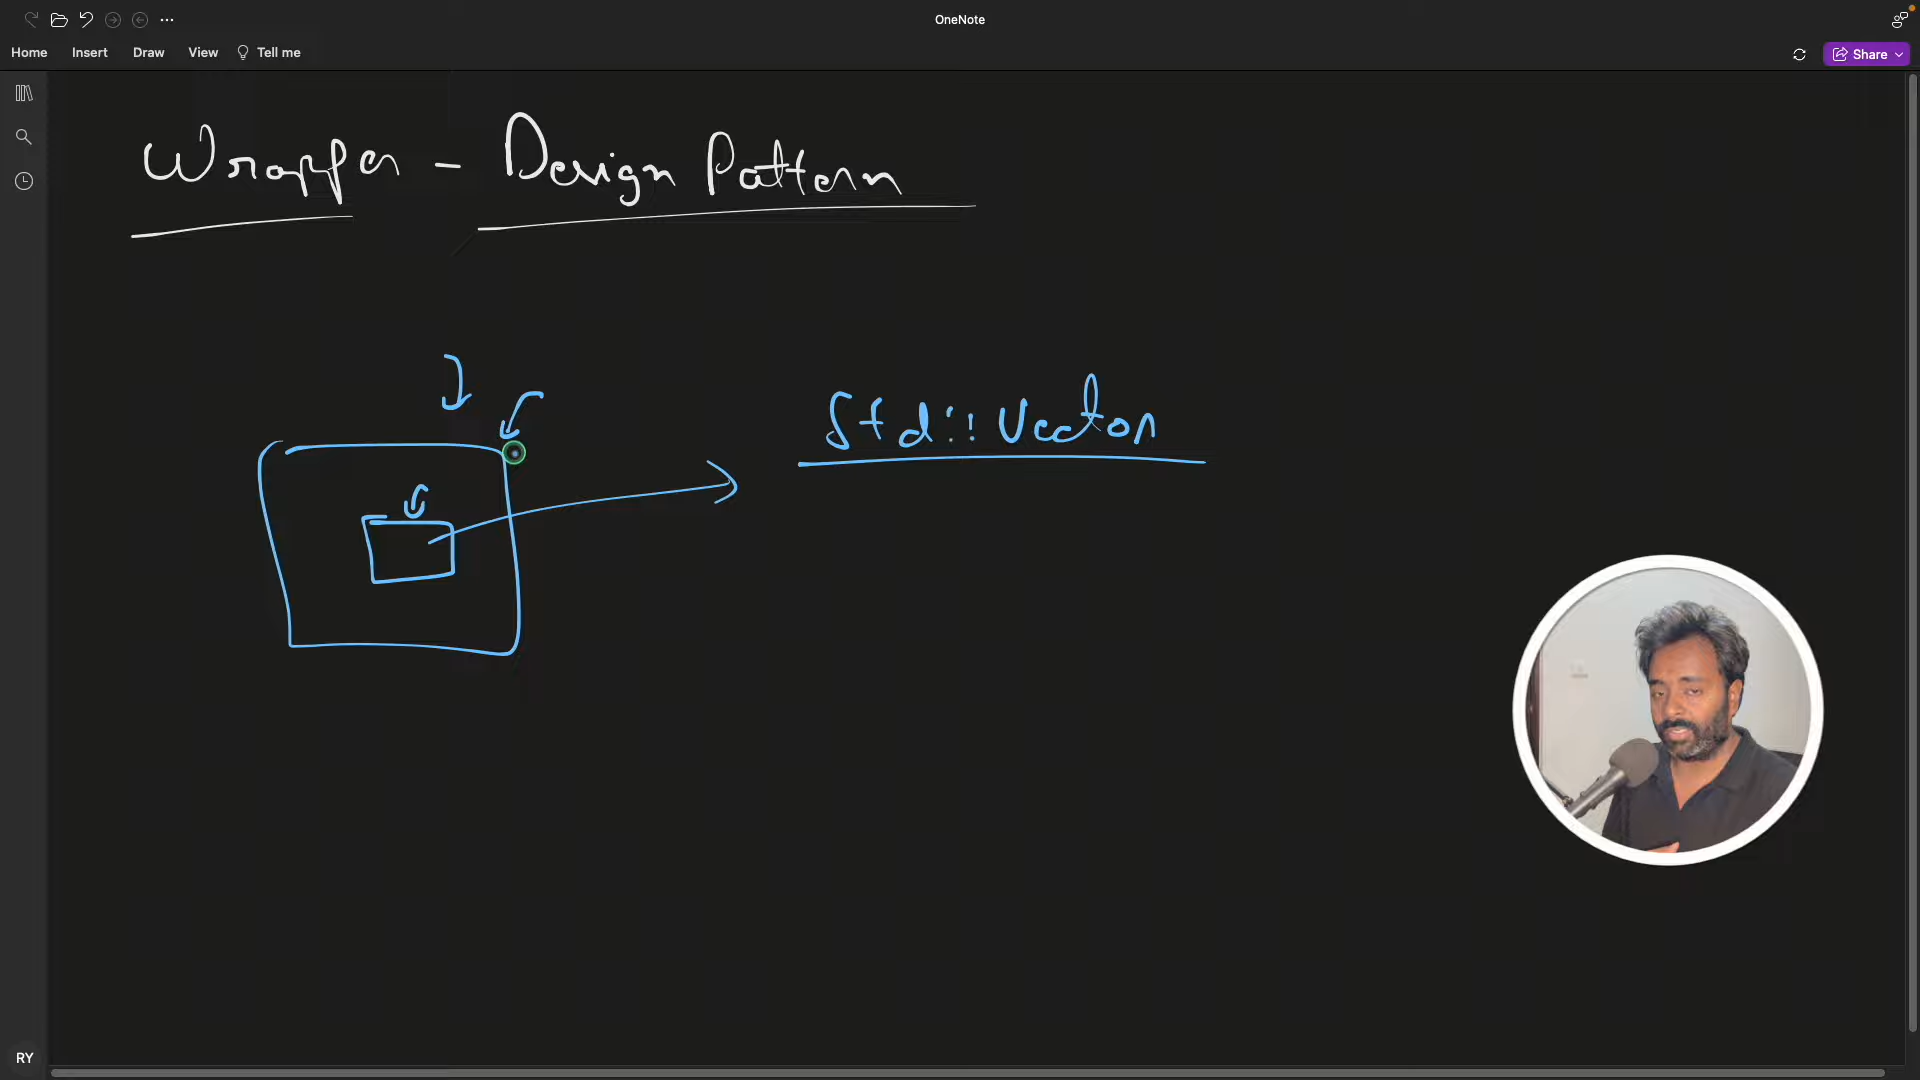 OneNote
Home Insert Draw View Tell me Share
Wrapper - Design Pattern
Std::Vector
RY